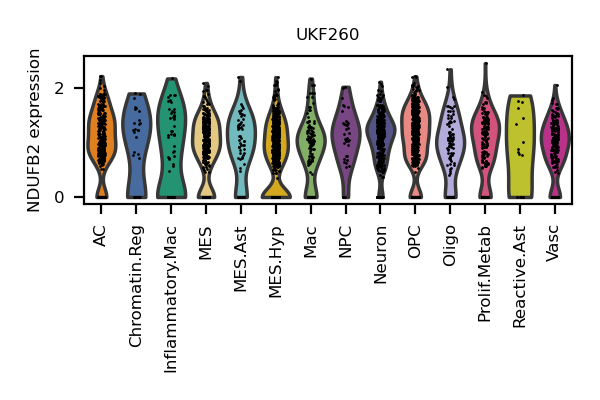 UKF260
NDUFB2 expression
2
0
AC
Chromatin.Reg
Inflammatory.Mac
MES
MES.Ast
MES.Hyp
Mac
NPC
Neuron
OPC
Oligo
Prolif.Metab
Reactive.Ast
Vasc